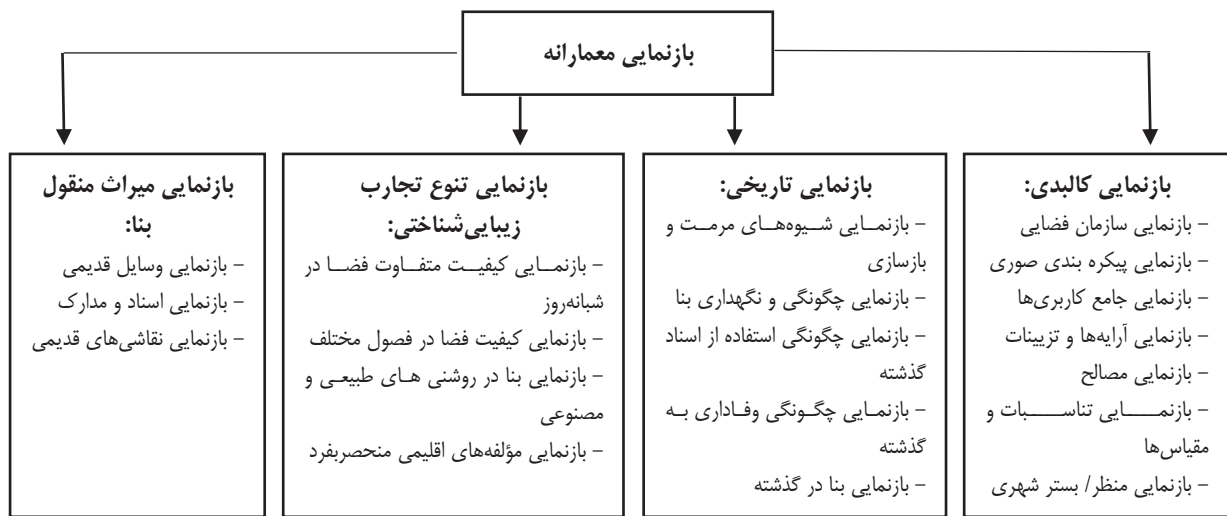 بازنمایی معمارانه
بازنمایی کالبدی:
- بازنمایی سازمان فضایی
- بازنمایی پیکره بندی صوری
- بازنمایی جامع کاربری‌ها
- بازنمایی آرایه‌ها و تزیینات
- بازنمایی مصالح
- بازنمایی تناسبات و
مقیاس‌ها
- بازنمایی منظر/ بستر شهری
بازنمایی تاریخی:
- بازنمایی شیوه‌های مرمت و
بازسازی
- بازنمایی چگونگی و نگهداری بنا
- بازنمایی چگونگی استفاده از اسناد
گذشته
- بازنمایی چگونگی وفاداری به
گذشته
- بازنمایی بنا در گذشته
بازنمایی تنوع تجارب
زیبایی‌شناختی:
- بازنمایی کیفیت متفاوت فضا در
شبانه‌روز
- بازنمایی کیفیت فضا در فصول مختلف
- بازنمایی بنا در روشنی های طبیعی و
مصنوعی
- بازنمایی مؤلفه‌های اقلیمی منحصربفرد
بازنمایی میراث منقول
بنا:
- بازنمایی وسایل قدیمی
- بازنمایی اسناد و مدارک
- بازنمایی نقاشی‌های قدیمی